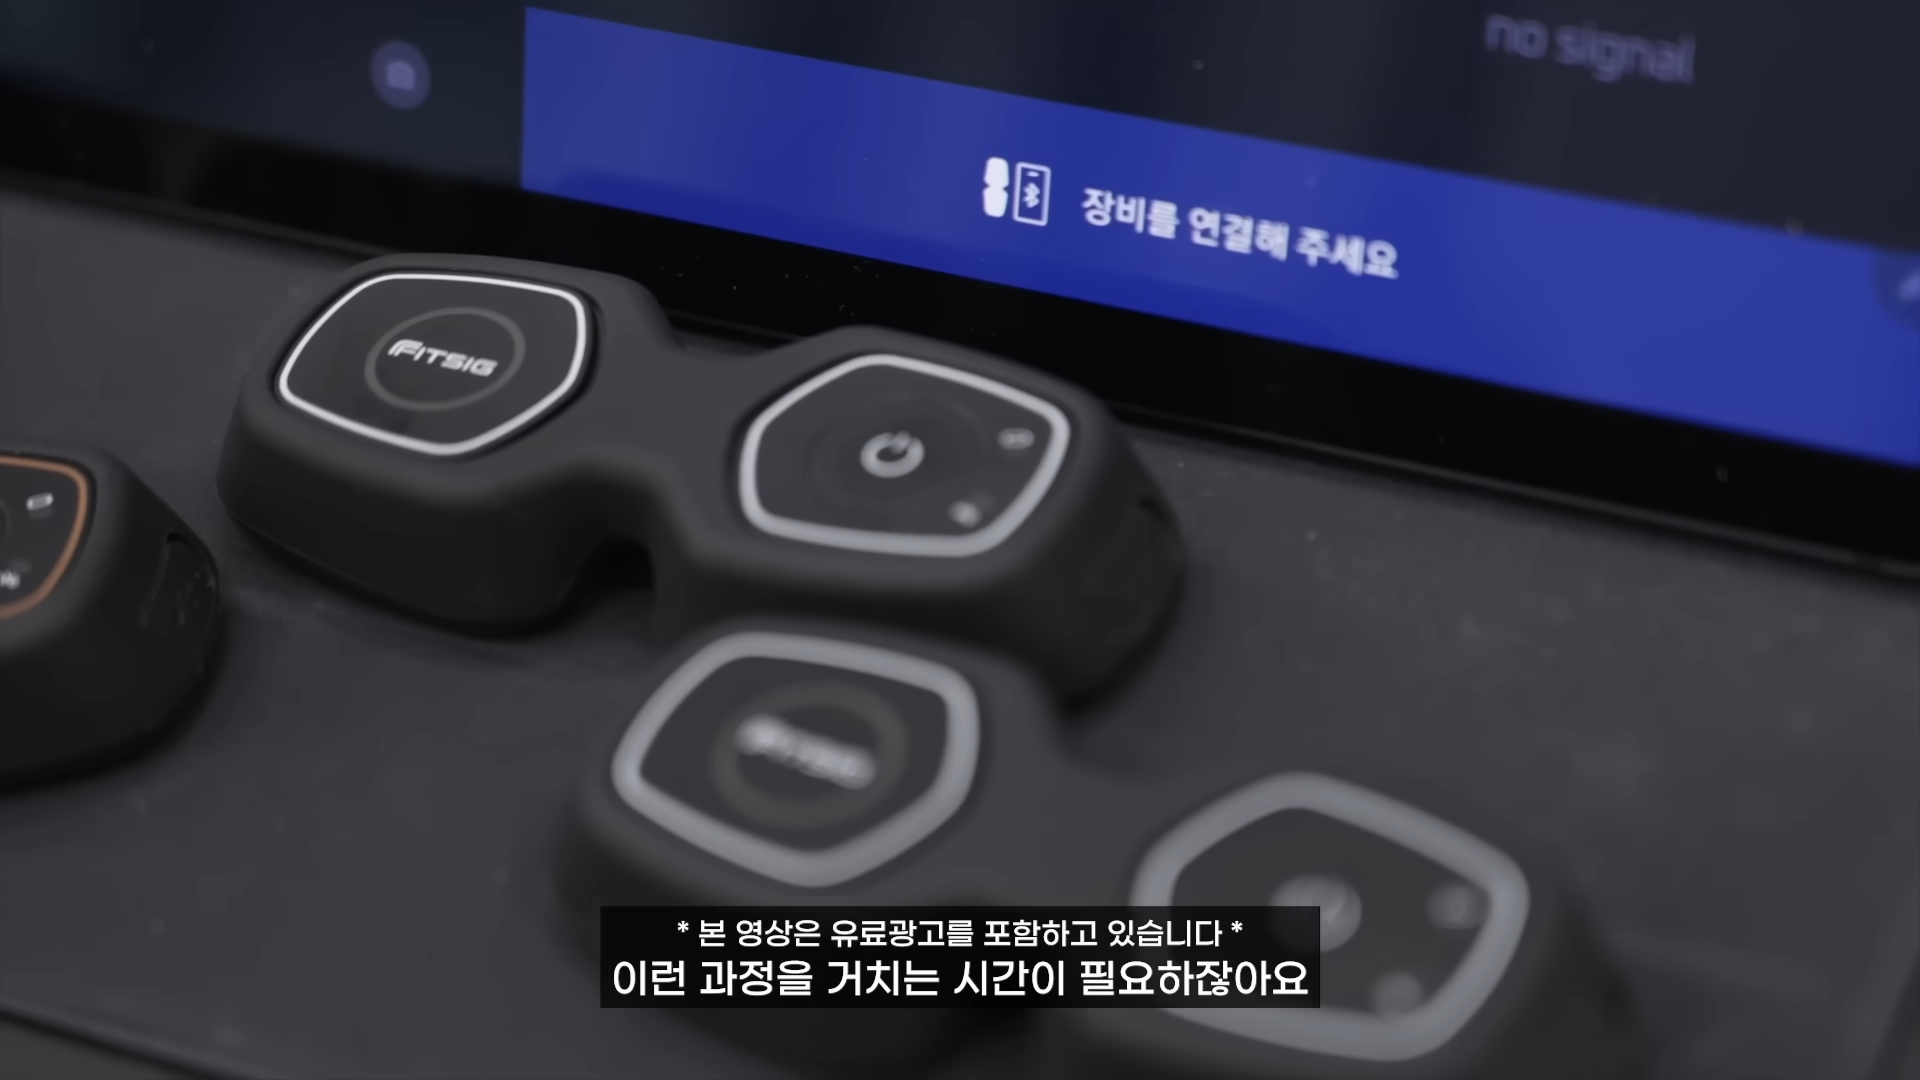 no signal
장비를 연결해 주세요
FITSIG
FITSIG
* 본 영상은 유료광고를 포함하고 있습니다 *
이런 과정을 거치는 시간이 필요하잖아요